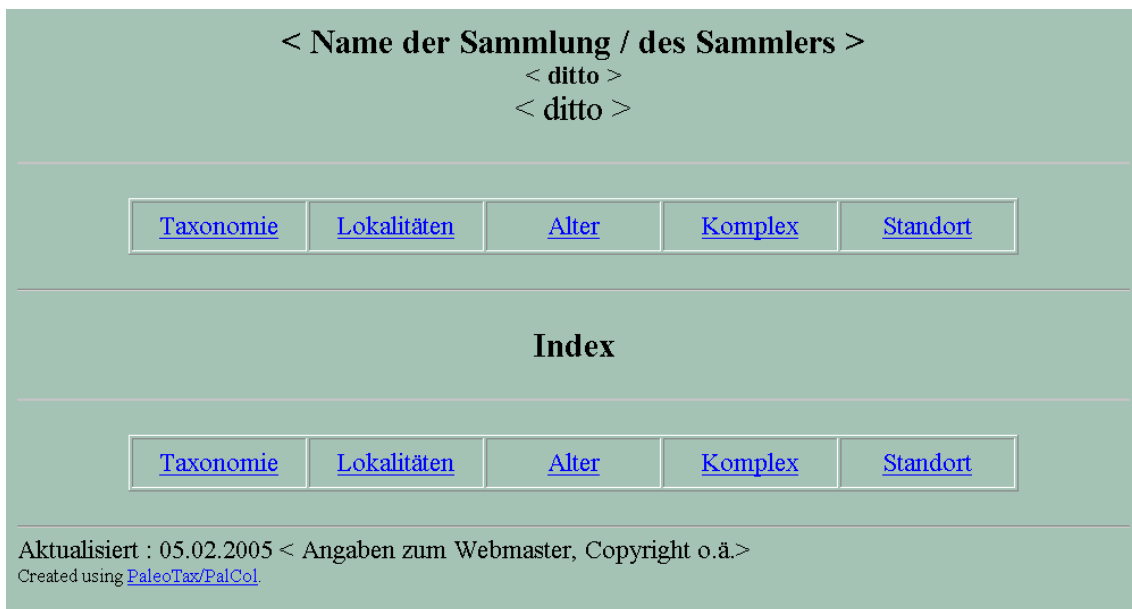 < Name der Sammlung / des Sammlers >
< ditto >
< ditto >
Taxonomie Lokalitäten Alter Komplex Standort
Index
Taxonomie Lokalitäten Alter Komplex Standort
Aktualisiert : 05.02.2005 < Angaben zum Webmaster, Copyright o.ä.>
Created using PaleoTax/PalCol.